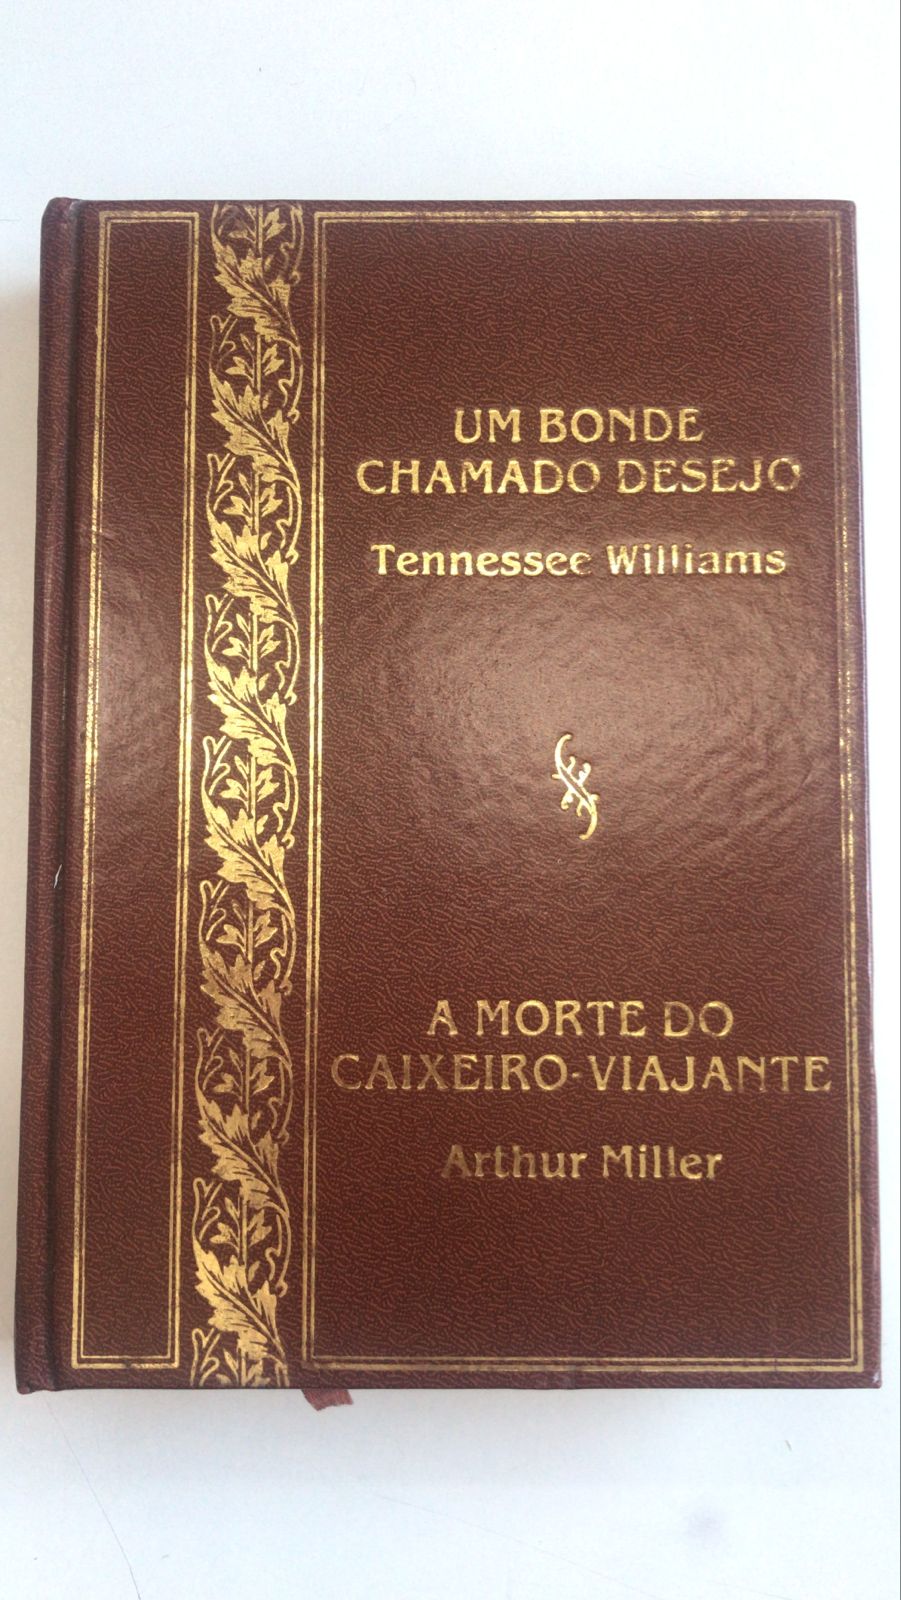 UM BONDE
CHAMADO DESEJO
Tennessee Williams
A MORTE DO
CAIXEIRO-VIAJANTE
Arthur Miller